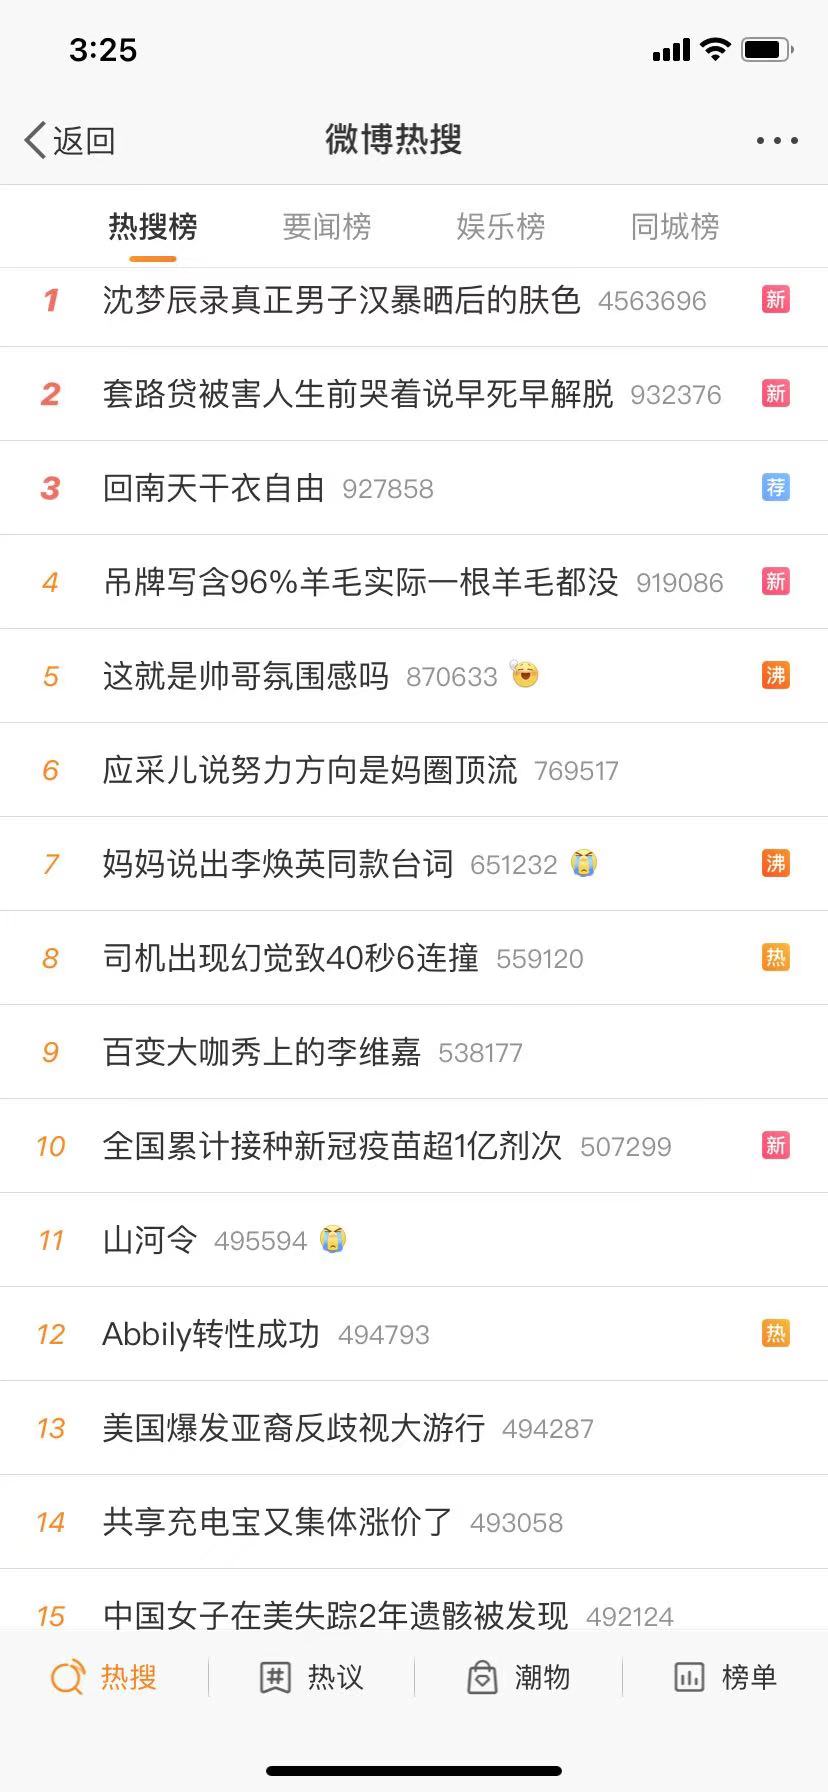 3:25
返回 微博热搜
热搜榜 要闻榜 娱乐榜 同城榜
1 沈梦辰录真正男子汉暴晒后的肤色 4563696 新
2 套路贷被害人生前哭着说早死早解脱 932376 新
3 回南天干衣自由 927858 荐
4 吊牌写含96%羊毛实际一根羊毛都没 919086 新
5 这就是帅哥氛围感吗 870633 沸
6 应采儿说努力方向是妈圈顶流 769517
7 妈妈说出李焕英同款台词 651232 沸
8 司机出现幻觉致40秒6连撞 559120 热
9 百变大咖秀上的李维嘉 538177
10 全国累计接种新冠疫苗超1亿剂次 507299 新
11 山河令 495594
12 Abbily转性成功 494793 热
13 美国爆发亚裔反歧视大游行 494287
14 共享充电宝又集体涨价了 493058
15 中国女子在美失踪2年遗骸被发现 492124
热搜 热议 潮物 榜单